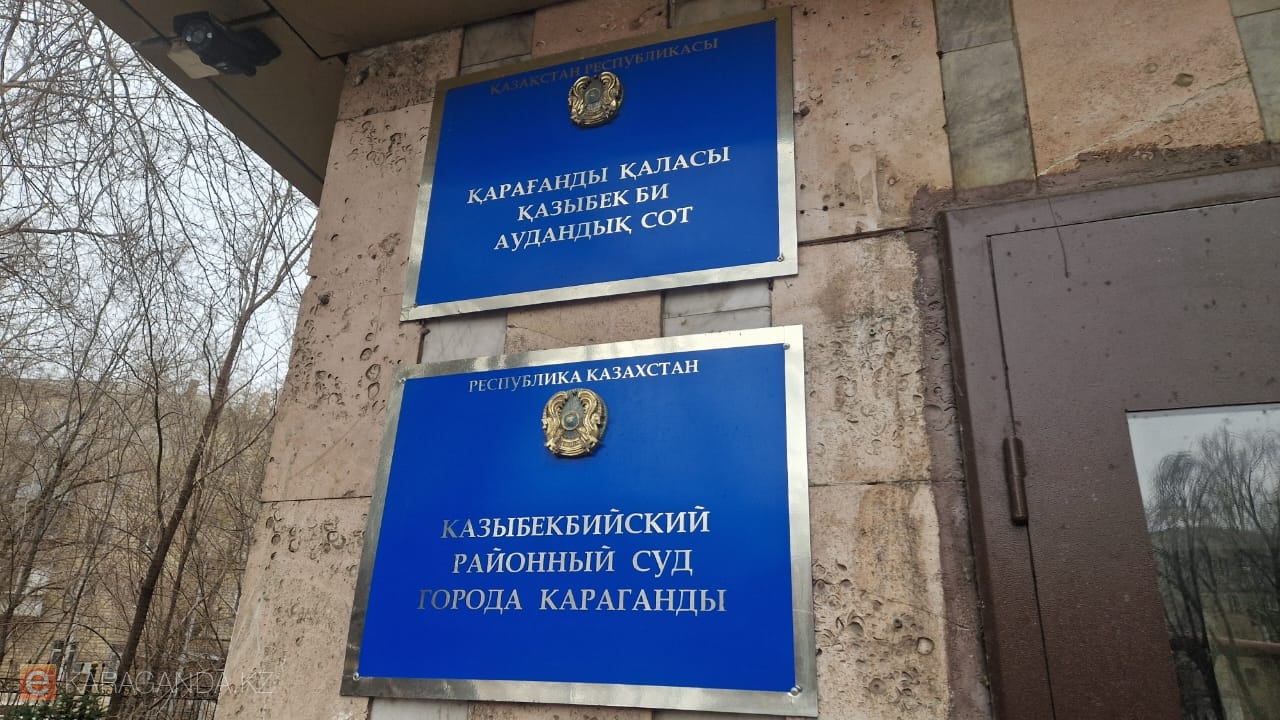 ҚАЗАҚСТАН РЕСПУБЛИКАСЫ
ҚАРАҒАНДЫ ҚАЛАСЫ
ҚАЗЫБЕК БИ
АУДАНДЫҚ СОТ
РЕСПУБЛИКА КАЗАХСТАН
КАЗЫБЕКБИЙСКИЙ
РАЙОННЫЙ СУД
ГОРОДА КАРАГАНДЫ
e KARAGANDA.KZ